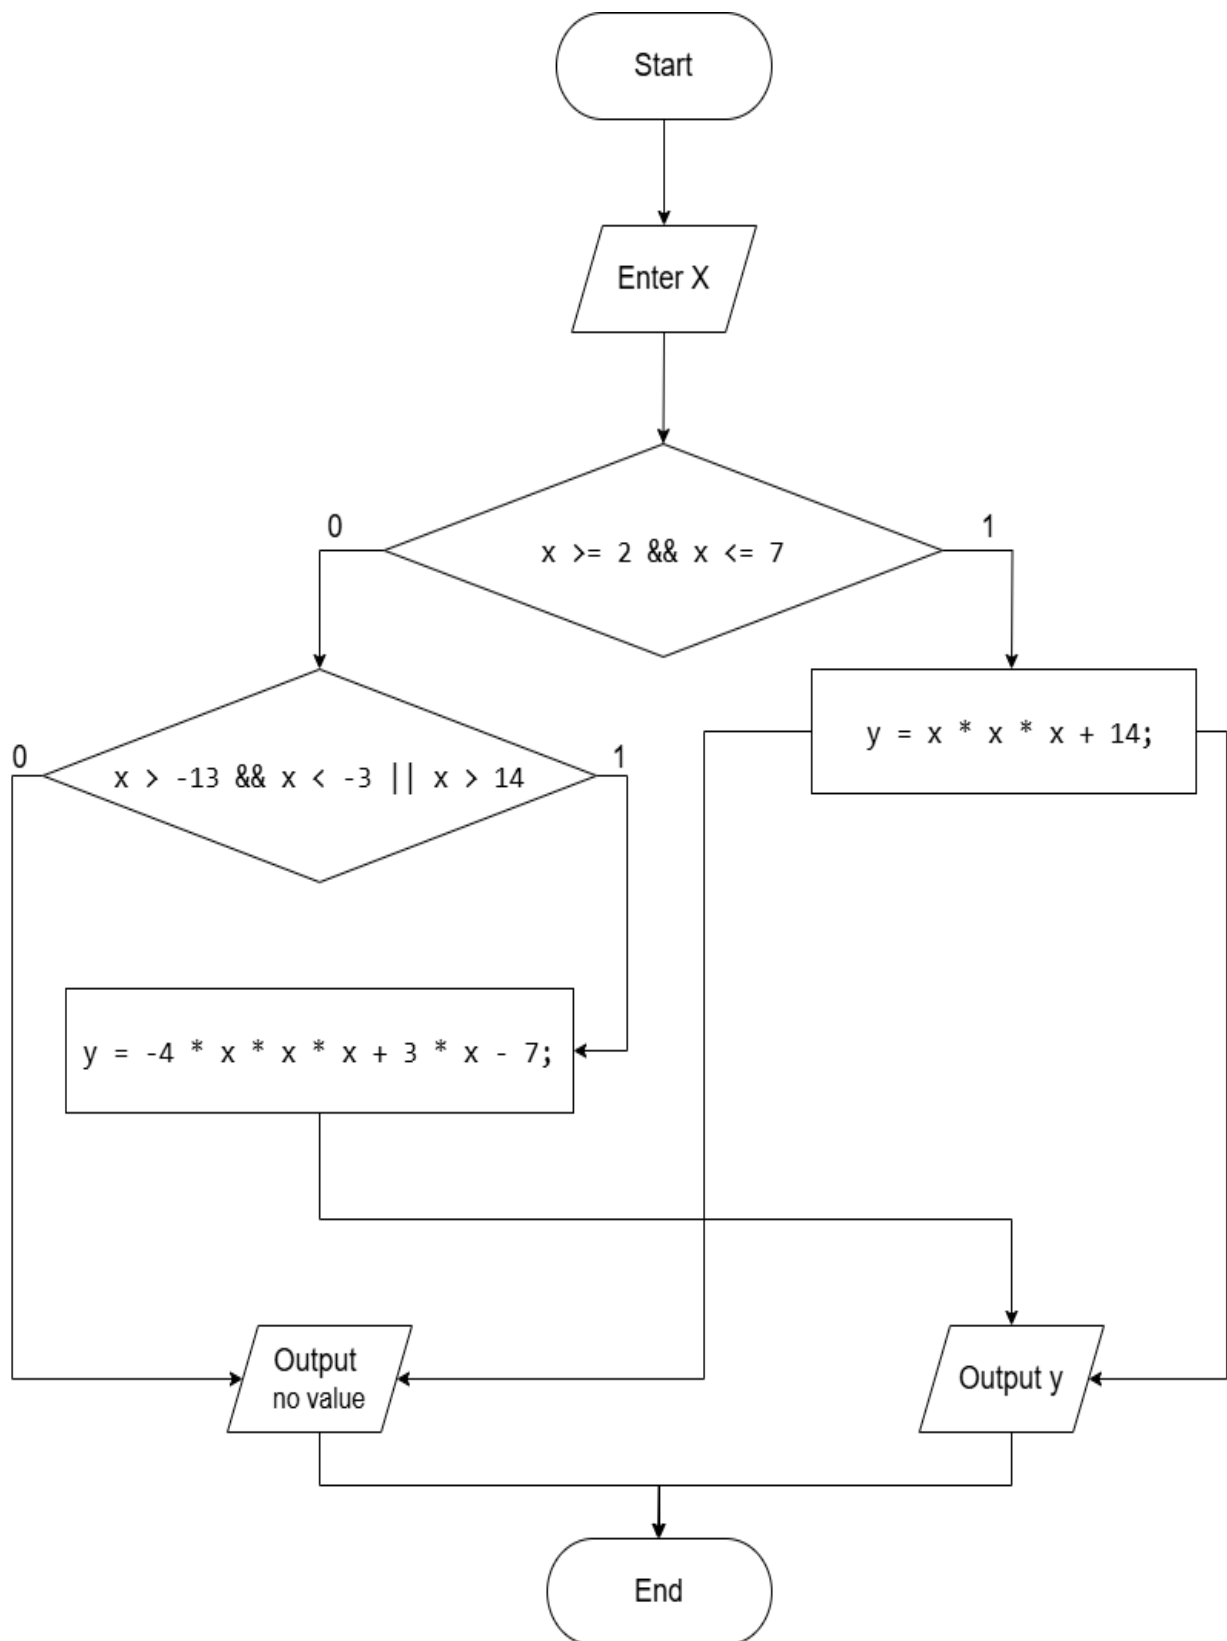 Start
Enter X
0
1
x >= 2 && x <= 7
y = x * x * x + 14;
0
1
x > -13 && x < -3 || x > 14
y = -4 * x * x * x + 3 * x - 7;
Output
no value
Output y
End